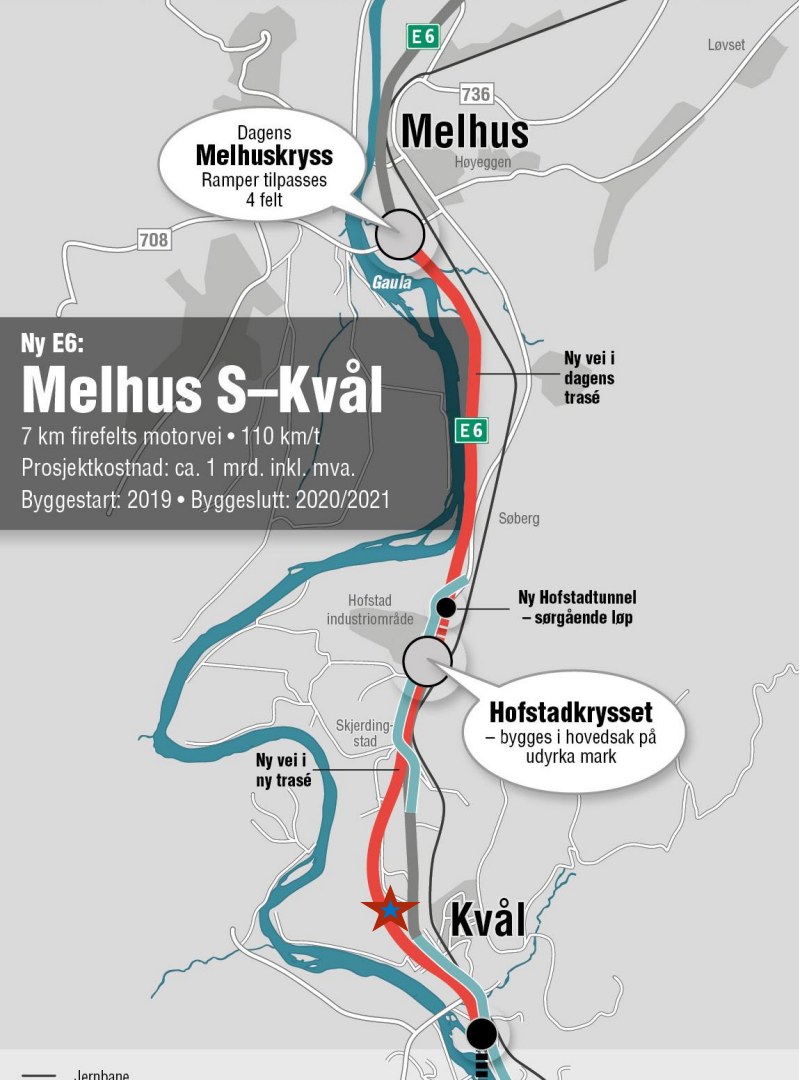 E6
Løvset
736
Melhus
Høyeggen
Dagens
Melhuskryss
Ramper tilpasses
4 felt
708
Gaula
Ny E6:
Melhus S–Kvål
7 km firefelts motorvei • 110 km/t
Prosjektkostnad: ca. 1 mrd. inkl. mva.
Byggestart: 2019 • Byggeslutt: 2020/2021
Ny vei i
dagens
trasé
E6
Søberg
Hofstad
industriområde
Ny Hofstadtunnel
– sørgående løp
Hofstadkrysset
– bygges i hovedsak på
udyrka mark
Skjerding-
stad
Ny vei i
ny trasé
Kvål
Jernbane